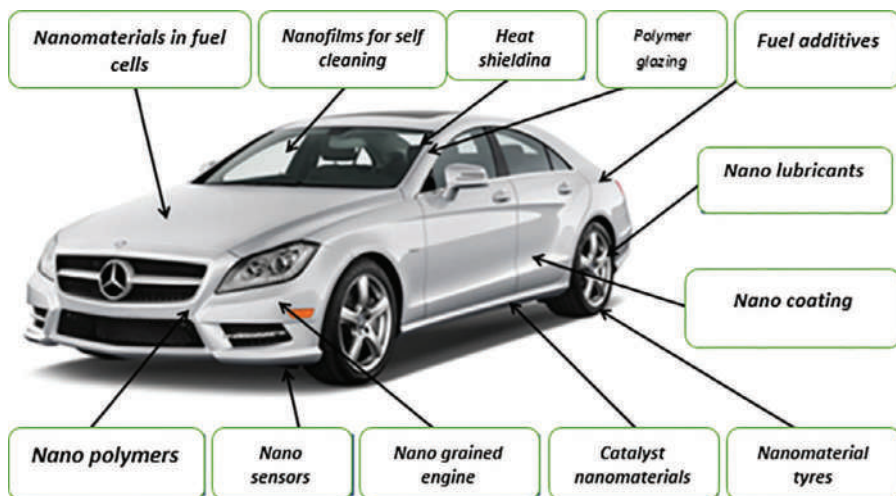 Nanomaterials in fuel
cells
Nanofilms for self
cleaning
Heat
shieldina
Polymer
glozing
Fuel additives
Nano lubricants
Nano coating
Nano polymers
Nano
sensors
Nano grained
engine
Catalyst
nanomaterials
Nanomaterial
tyres